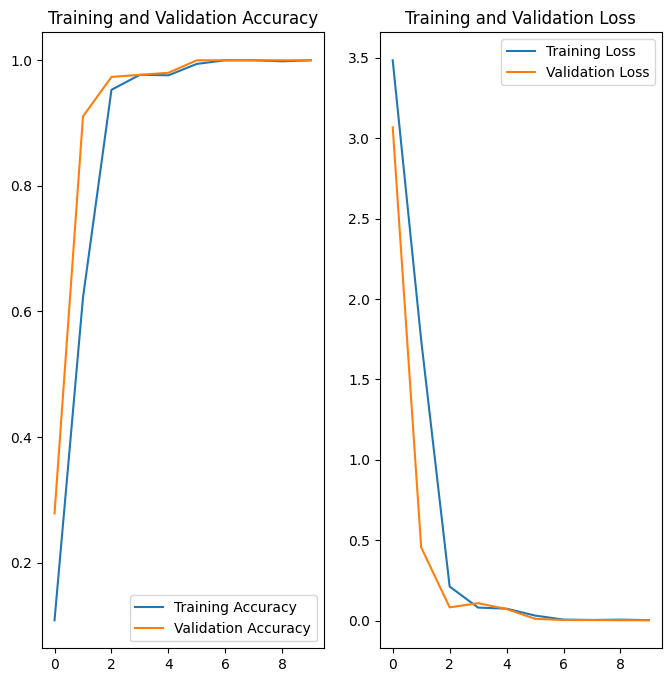 Training and Validation Accuracy
1.0
0.8
0.6
0.4
0.2
0 2 4 6 8
Training Accuracy
Validation Accuracy
Training and Validation Loss
3.5
3.0
2.5
2.0
1.5
1.0
0.5
0.0
0 2 4 6 8
Training Loss
Validation Loss